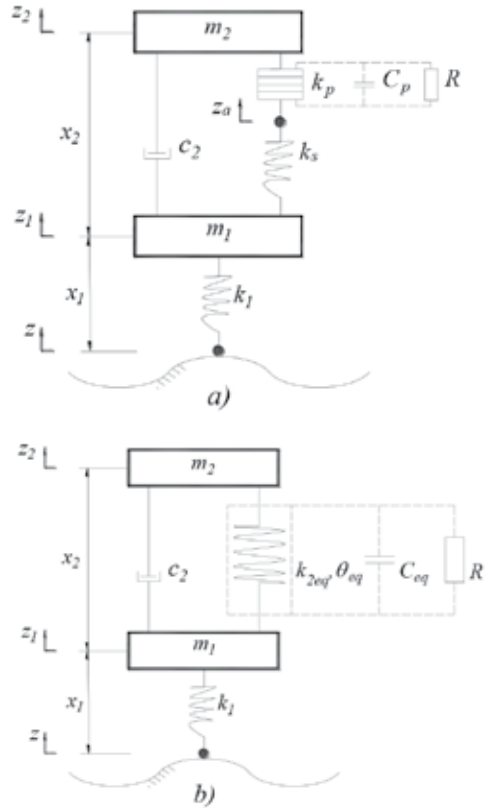 z2
m2
kp
Cp
R
za
x2
c2
ks
z1
m1
x1
k1
z
a)
z2
m2
x2
c2
k2eq, θeq
Ceq
R
z1
m1
x1
k1
z
b)